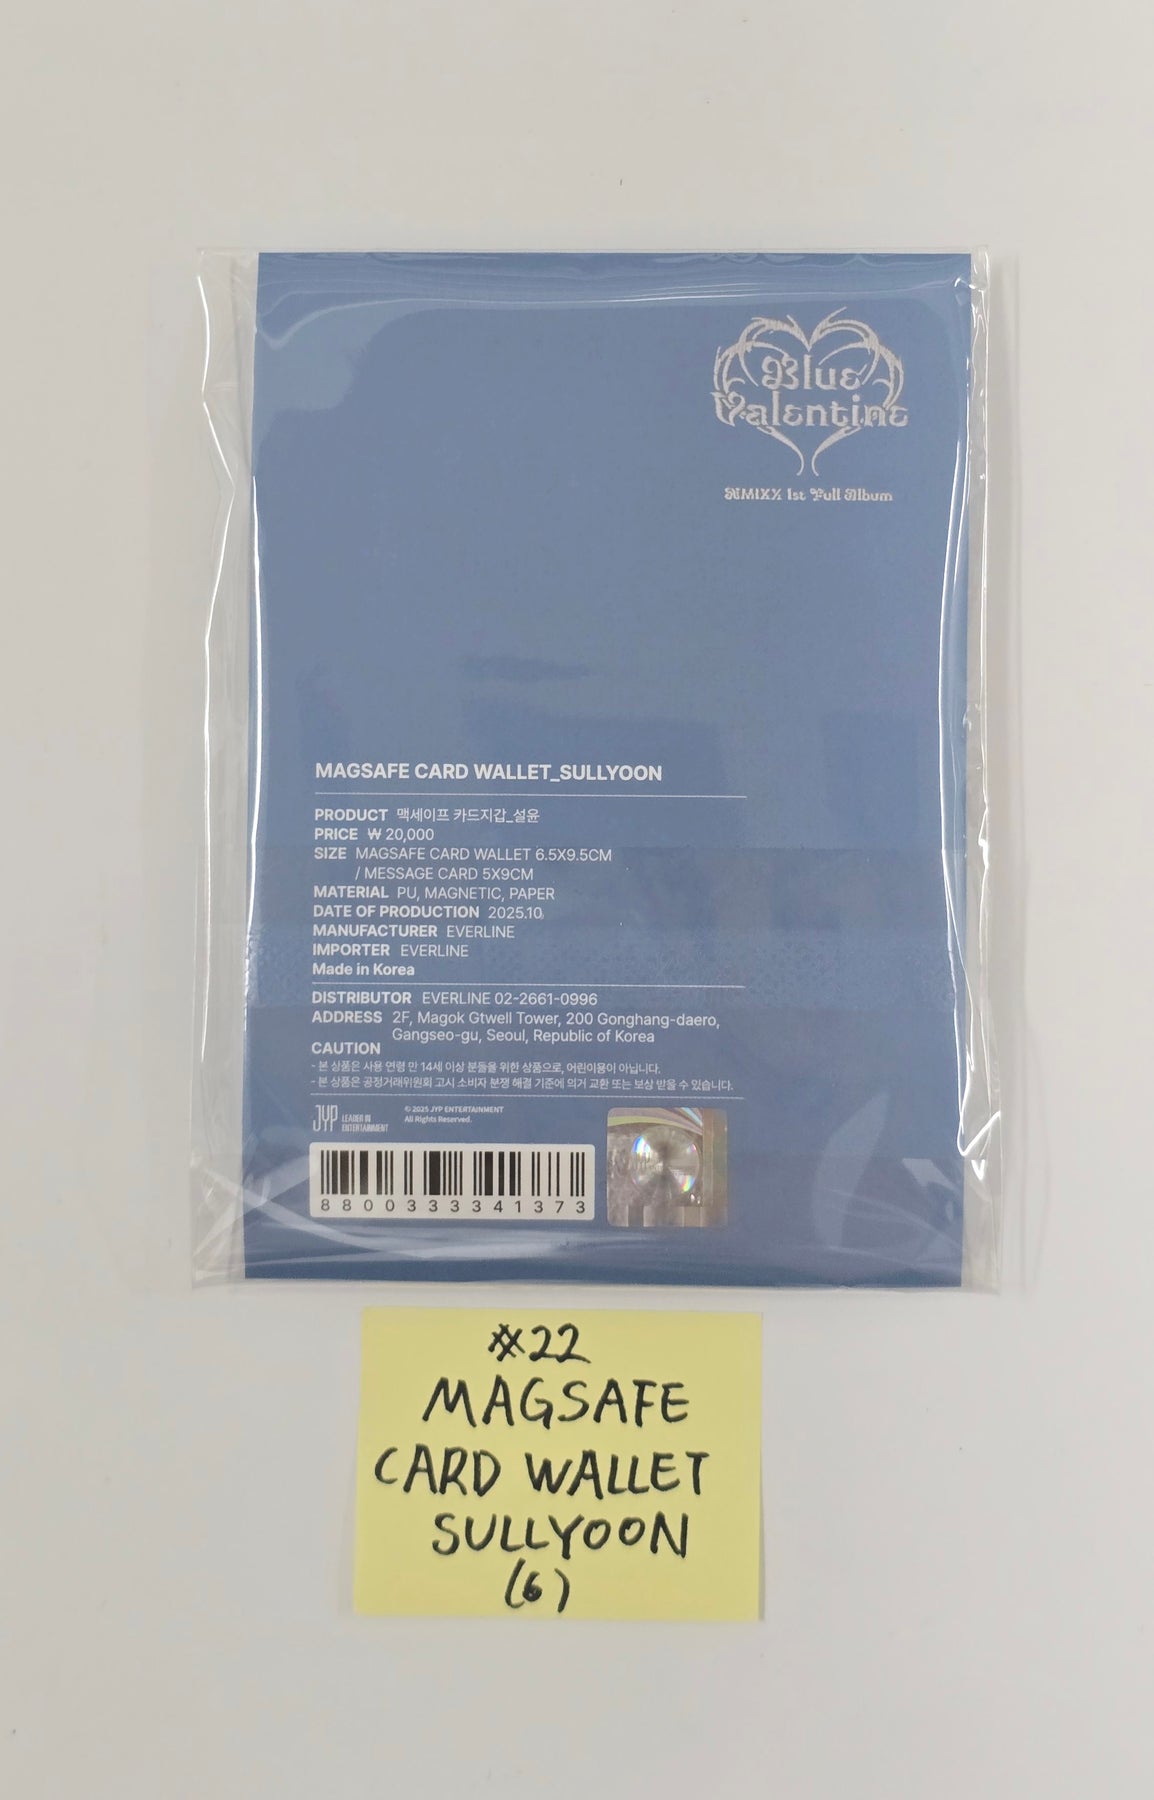 Blue
Valentine
NMIXX 1st Full Album
MAGSAFE CARD WALLET_SULLYOON
PRODUCT 맥세이프 카드지갑_설윤
PRICE ₩ 20,000
SIZE MAGSAFE CARD WALLET 6.5X9.5CM
/ MESSAGE CARD 5X9CM
MATERIAL PU, MAGNETIC, PAPER
DATE OF PRODUCTION 2025.10
MANUFACTURER EVERLINE
IMPORTER EVERLINE
Made in Korea
DISTRIBUTOR EVERLINE 02-2661-0996
ADDRESS 2F, Magok Gtwell Tower, 200 Gonghang-daero,
Gangseo-gu, Seoul, Republic of Korea
CAUTION
- 본 상품은 사용 연령 만 14세 이상 분들을 위한 상품으로, 어린이용이 아닙니다.
- 본 상품은 공정거래위원회 고시 소비자 분쟁 해결 기준에 의거 교환 또는 보상 받을 수 있습니다.
JYP LEADER IN
ENTERTAINMENT
© 2025 JYP ENTERTAINMENT
All Rights Reserved.
8800333341373
#22
MAGSAFE
CARD WALLET
SULLYOON
(6)